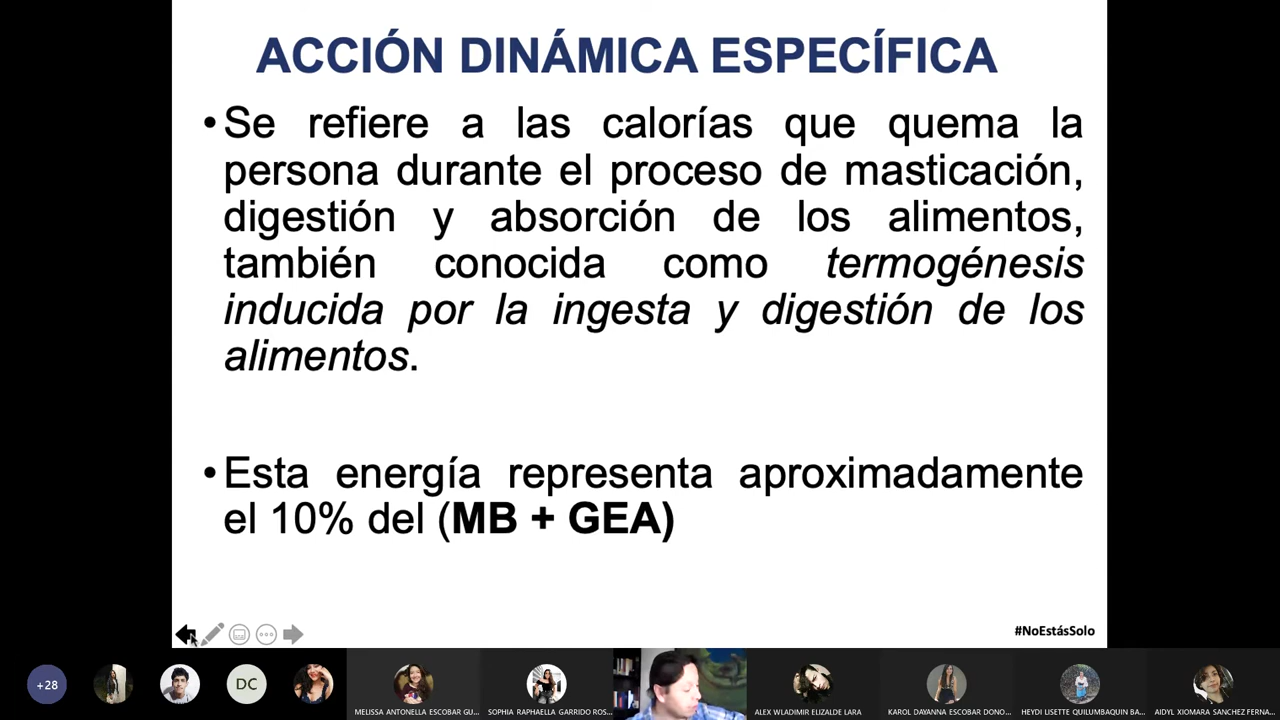 ACCIÓN DINÁMICA ESPECÍFICA
•Se refiere a las calorías que quema la
persona durante el proceso de masticación,
digestión y absorción de los alimentos,
también conocida como termogénesis
inducida por la ingesta y digestión de los
alimentos.
•Esta energía representa aproximadamente
el 10% del (MB + GEA)
#NoEstásSolo
+28
DC
MELISSA ANTONELLA ESCOBAR GU...
SOPHIA RAPHAELLA GARRIDO ROS...
ALEX WLADIMIR ELIZALDE LARA
KAROL DAYANNA ESCOBAR DONO...
HEYDI LISETTE QUILUMBAQUIN BA...
AIDYL XIOMARA SANCHEZ FERNA...